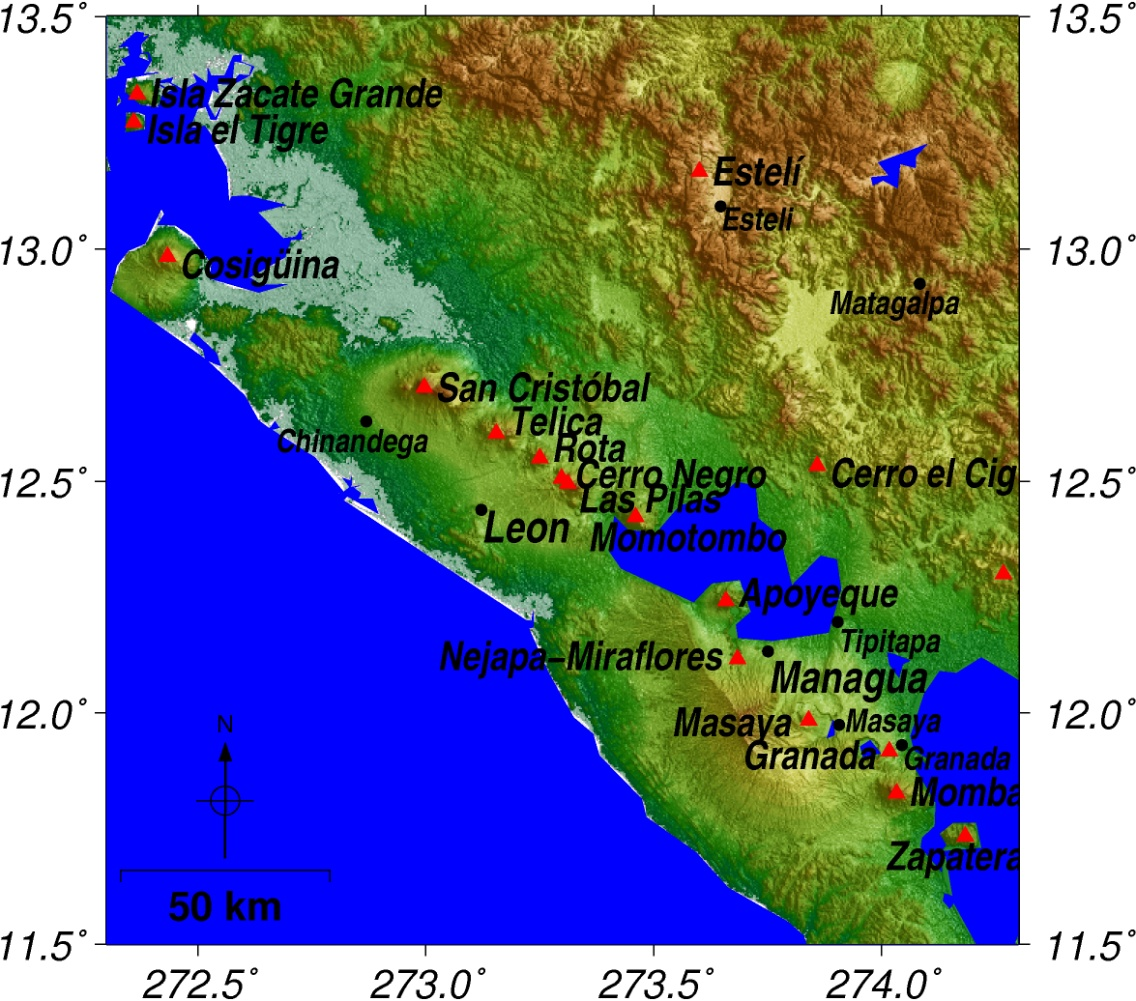 13.5° 13.5°
Isla Zacate Grande
Isla el Tigre
Estelí
Esteli
13.0° 13.0°
Cosigüina
Matagalpa
San Cristóbal
Telica
Chinandega
Rota
Cerro Negro
Cerro el Cig
12.5° 12.5°
Las Pilas
Leon
Momotombo
Apoyeque
Tipitapa
Nejapa–Miraflores
Managua
12.0° 12.0°
Masaya
Masaya
N
Granada
Granada
Momba
Zapatera
50 km
11.5° 11.5°
272.5° 273.0° 273.5° 274.0°